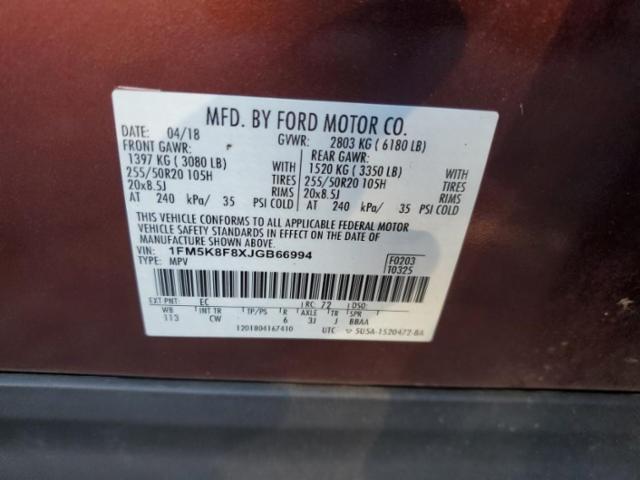 MFD. BY FORD MOTOR CO.
DATE: 04/18 GVWR: 2803 KG ( 6180 LB)
FRONT GAWR: REAR GAWR:
1397 KG ( 3080 LB) WITH 1520 KG ( 3350 LB) WITH
255/50R20 105H TIRES 255/50R20 105H TIRES
20x8.5J RIMS 20x8.5J RIMS
AT 240 kPa/ 35 PSI COLD AT 240 kPa/ 35 PSI COLD
THIS VEHICLE CONFORMS TO ALL APPLICABLE FEDERAL MOTOR
VEHICLE SAFETY AND THEFT PREVENTION STANDARDS IN EFFECT ON THE DATE OF
MANUFACTURE SHOWN ABOVE.
VIN: 1FM5K8F8XJGB66994 F0203
TYPE: MPV T0325
EXT PNT: EC RC: 72 DSO:
WB INT TR TP/PS R AXLE TR SPR
113 CW 6 3J J BBAA
1201804167410 UTC 5U5A-1520472-BA